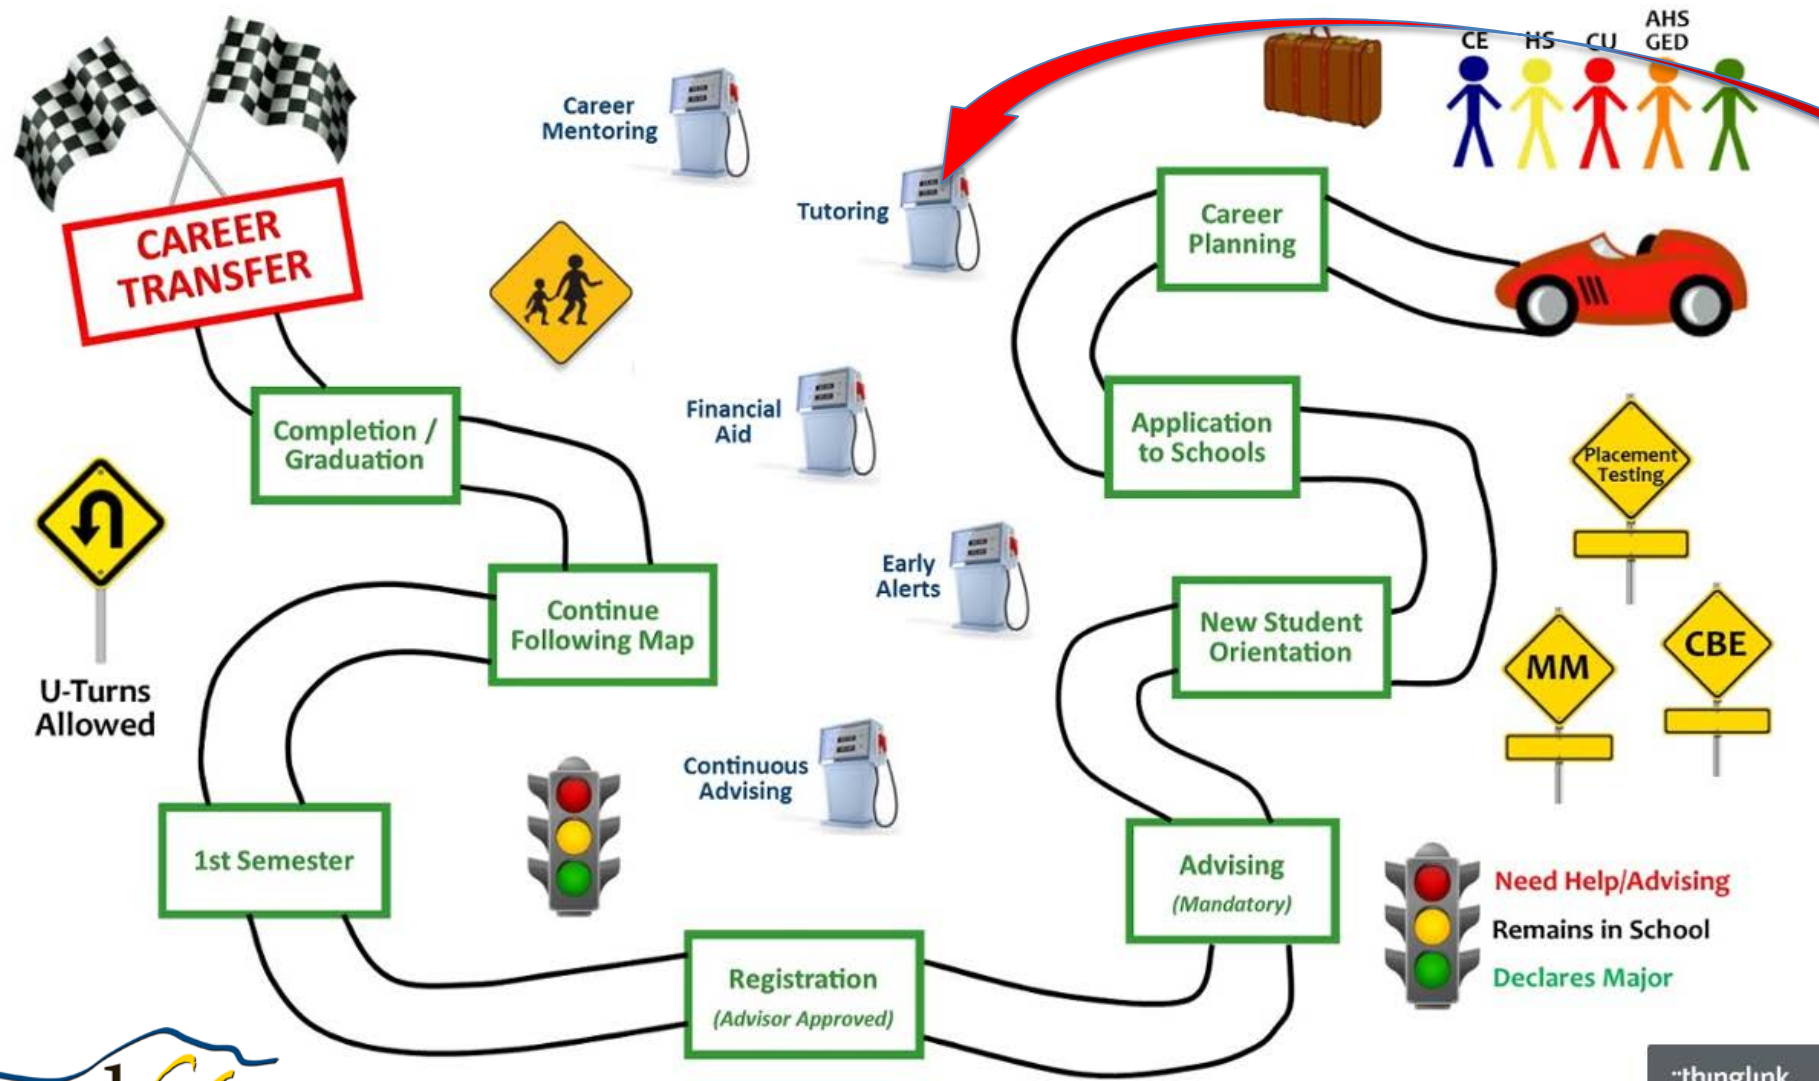 CE
HS
CU
AHS
GED
Career
Mentoring
Tutoring
Career
Planning
CAREER
TRANSFER
Financial
Aid
Completion /
Graduation
Application
to Schools
Placement
Testing
Early
Alerts
Continue
Following Map
New Student
Orientation
MM
CBE
U-Turns
Allowed
Continuous
Advising
1st Semester
Advising
(Mandatory)
Need Help/Advising
Remains in School
Declares Major
Registration
(Advisor Approved)
thinglink